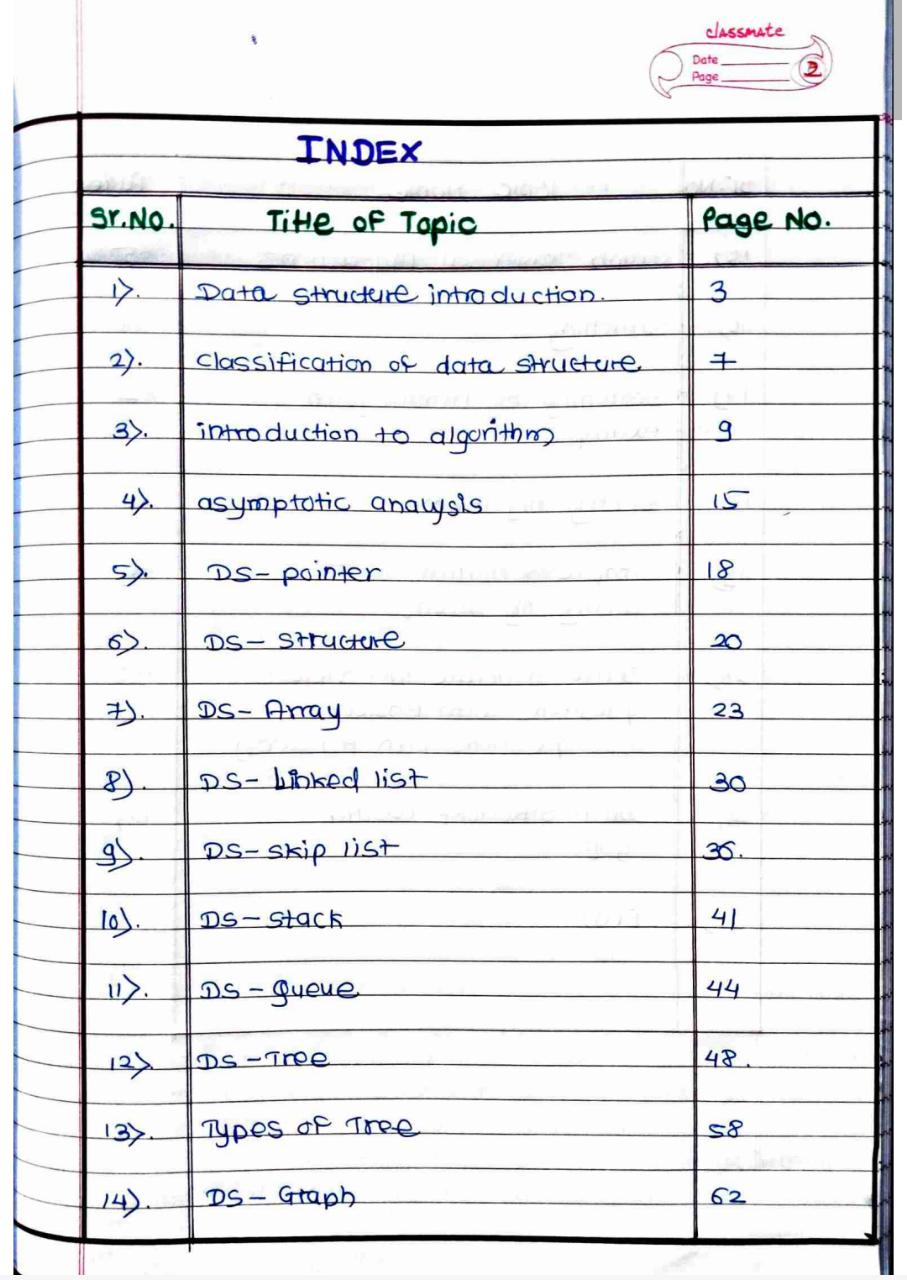 classmate
Date
Page 2
INDEX
Sr.No. Title of Topic Page No.
1). Data structure introduction. 3
2). classification of data structure 7
3). introduction to algorithm 9
4). asymptotic analysis 15
5). DS- pointer 18
6). DS- structure 20
7). DS- Array 23
8). DS- Linked list 30
9). DS- skip list 36.
10). DS- stack 41
11). DS- queue 44
12). DS-Tree 48.
13). Types of Tree 58
14). DS- Graph 62